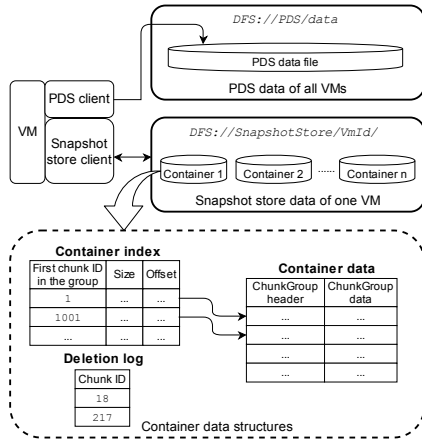 DFS://PDS/data
PDS data file
PDS data of all VMs
VM
PDS client
Snapshot
store client
DFS://SnapshotStore/VmId/
Container 1
Container 2
......
Container n
Snapshot store data of one VM
Container index
First chunk ID
in the group
Size
Offset
1
...
...
1001
...
...
...
...
...
Container data
ChunkGroup
header
ChunkGroup
data
...
...
...
...
...
...
...
...
Deletion log
Chunk ID
18
217
Container data structures